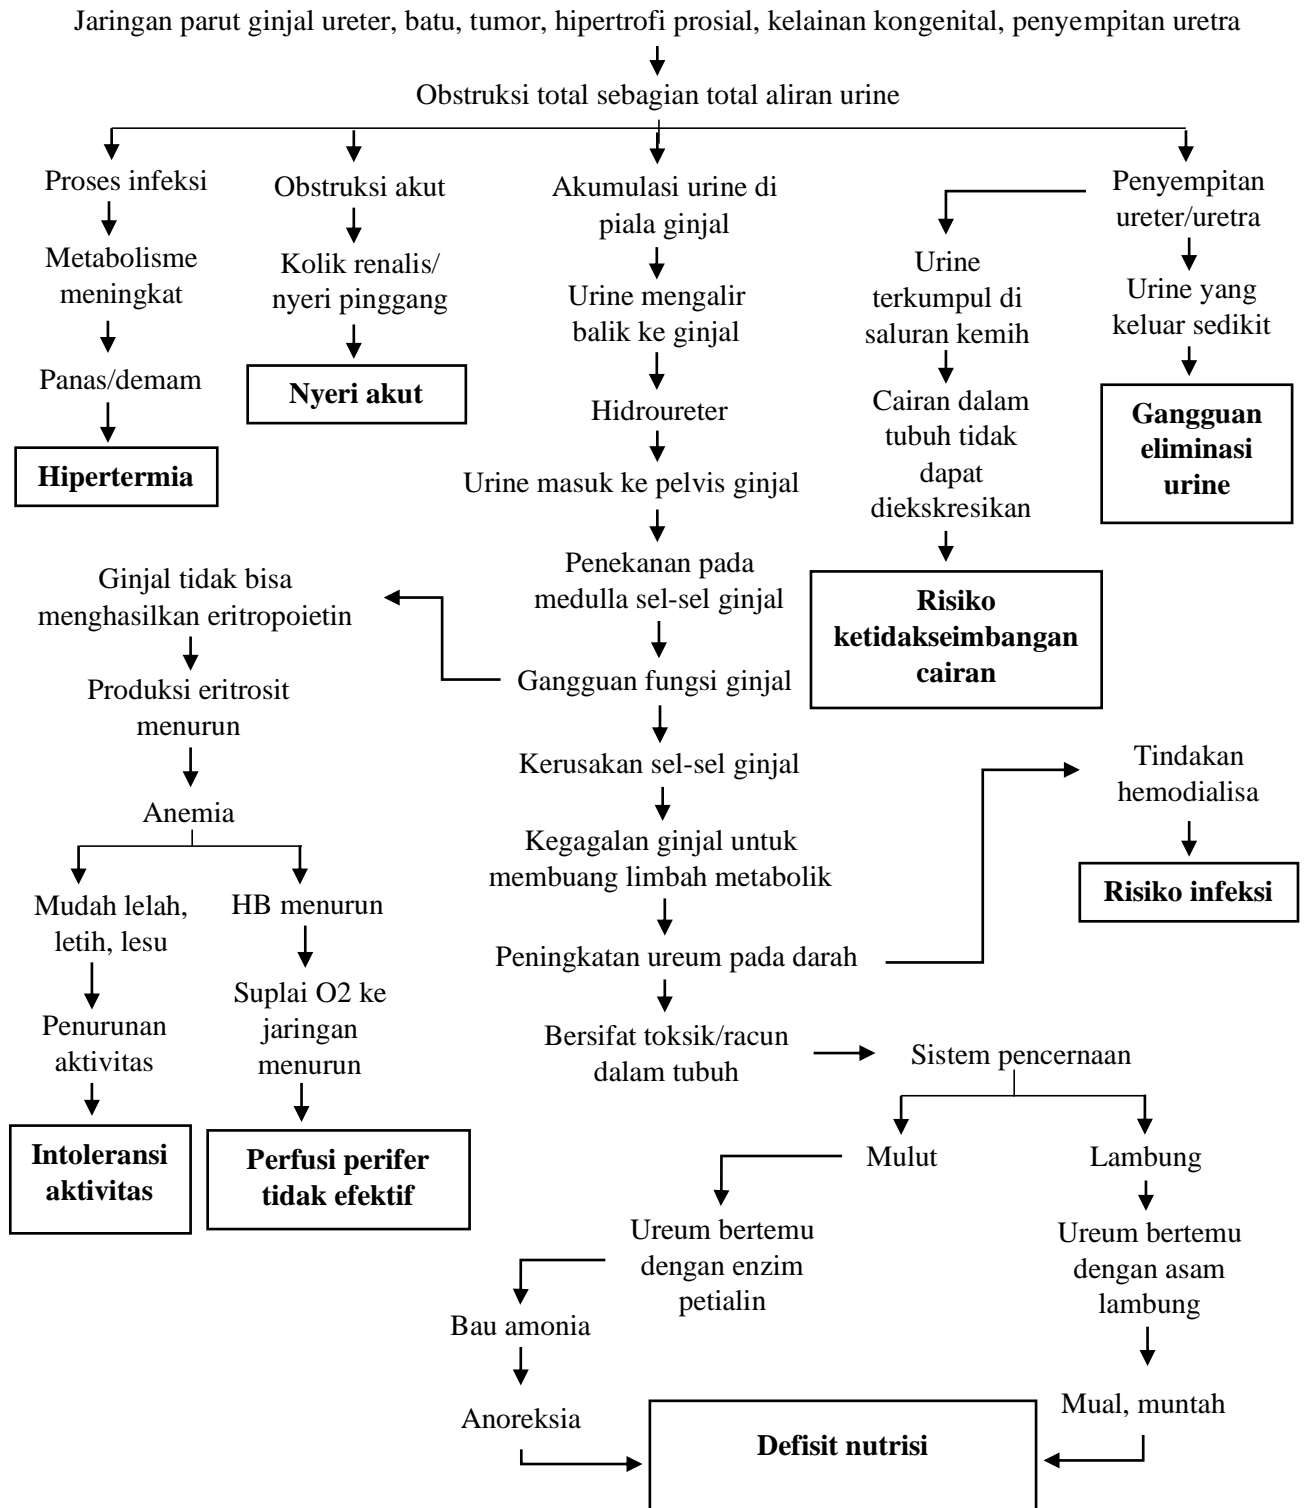 Jaringan parut ginjal ureter, batu, tumor, hipertrofi prosial, kelainan kongenital, penyempitan uretra
Obstruksi total sebagian total aliran urine
Proses infeksi
Metabolisme
meningkat
Panas/demam
Hipertermia
Obstruksi akut
Kolik renalis/
nyeri pinggang
Nyeri akut
Akumulasi urine di
piala ginjal
Urine mengalir
balik ke ginjal
Hidroureter
Urine masuk ke pelvis ginjal
Penekanan pada
medulla sel-sel ginjal
Gangguan fungsi ginjal
Kerusakan sel-sel ginjal
Kegagalan ginjal untuk
membuang limbah metabolik
Peningkatan ureum pada darah
Bersifat toksik/racun
dalam tubuh
Penyempitan
ureter/uretra
Urine yang
keluar sedikit
Gangguan
eliminasi
urine
Urine
terkumpul di
saluran kemih
Cairan dalam
tubuh tidak
dapat
diekskresikan
Risiko
ketidakseimbangan
cairan
Ginjal tidak bisa
menghasilkan eritropoietin
Produksi eritrosit
menurun
Anemia
Mudah lelah,
letih, lesu
Penurunan
aktivitas
Intoleransi
aktivitas
HB menurun
Suplai O2 ke
jaringan
menurun
Perfusi perifer
tidak efektif
Tindakan
hemodialisa
Risiko infeksi
Sistem pencernaan
Mulut
Ureum bertemu
dengan enzim
petialin
Bau amonia
Anoreksia
Lambung
Ureum bertemu
dengan asam
lambung
Mual, muntah
Defisit nutrisi